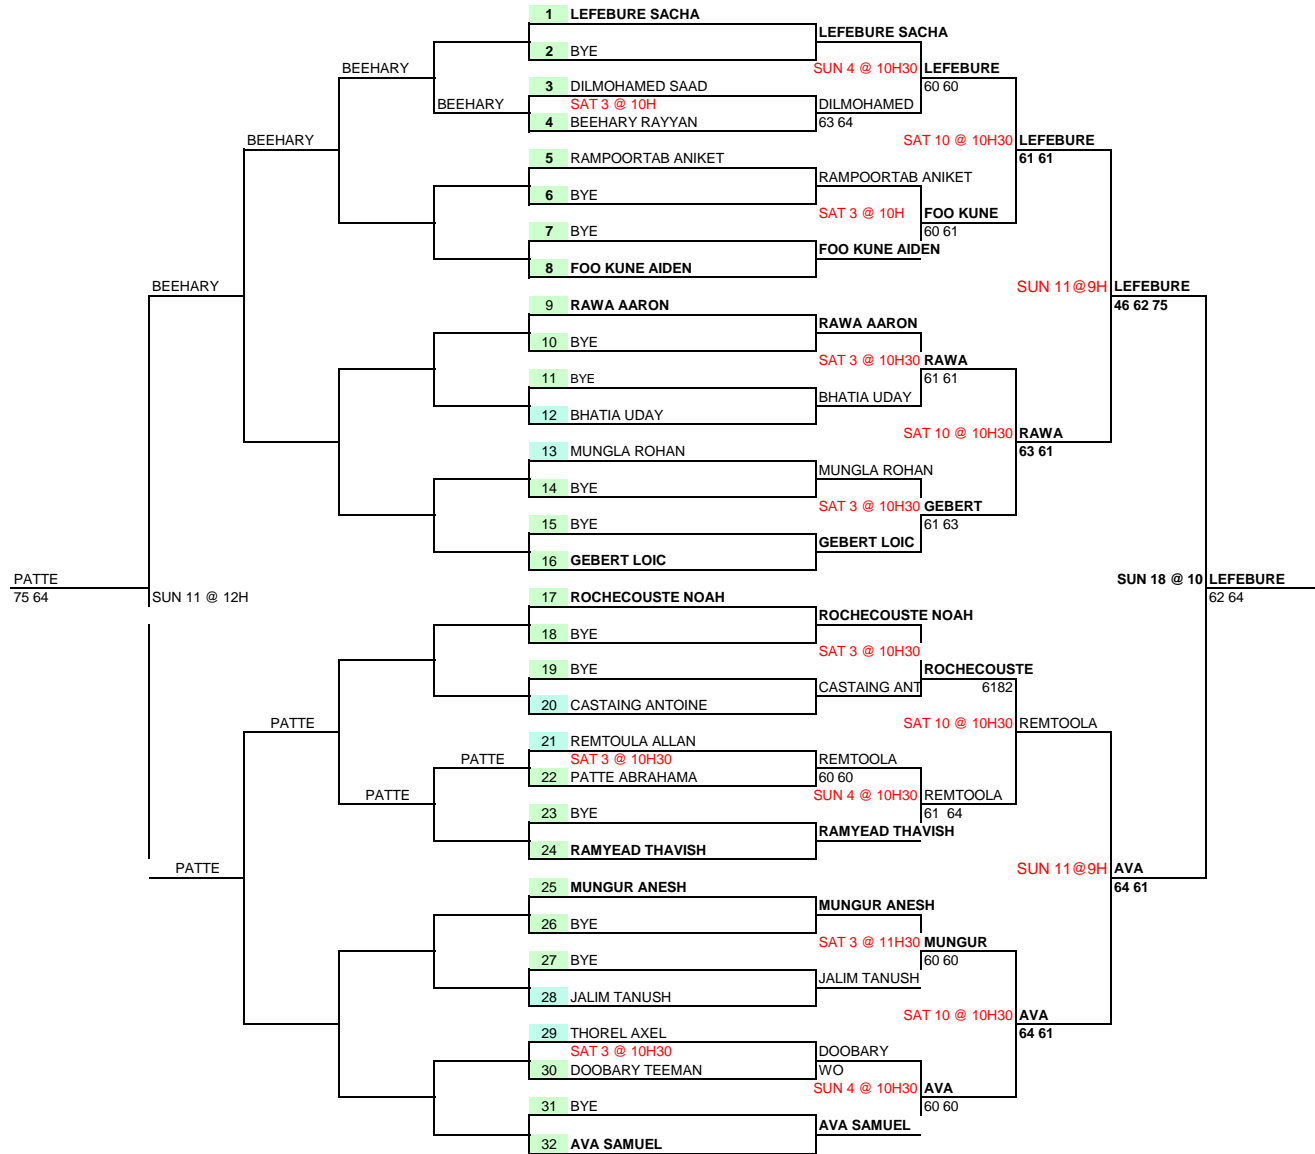 1 LEFEBURE SACHA
LEFEBURE SACHA
2 BYE
BEEHARY SUN 4 @ 10H30 LEFEBURE
3 DILMOHAMED SAAD 60 60
BEEHARY SAT 3 @ 10H DILMOHAMED
4 BEEHARY RAYYAN 63 64
BEEHARY SAT 10 @ 10H30 LEFEBURE
5 RAMPOORTAB ANIKET 61 61
RAMPOORTAB ANIKET
6 BYE
SAT 3 @ 10H FOO KUNE
7 BYE 60 61
FOO KUNE AIDEN
8 FOO KUNE AIDEN
BEEHARY SUN 11@9H LEFEBURE
9 RAWA AARON 46 62 75
RAWA AARON
10 BYE
SAT 3 @ 10H30 RAWA
11 BYE 61 61
BHATIA UDAY
12 BHATIA UDAY
SAT 10 @ 10H30 RAWA
13 MUNGLA ROHAN 63 61
MUNGLA ROHAN
14 BYE
SAT 3 @ 10H30 GEBERT
15 BYE 61 63
GEBERT LOIC
16 GEBERT LOIC
PATTE SUN 18 @ 10 LEFEBURE
75 64 SUN 11 @ 12H 17 ROCHECOUSTE NOAH 62 64
ROCHECOUSTE NOAH
18 BYE
SAT 3 @ 10H30
19 BYE ROCHECOUSTE
CASTAING ANT 6182
20 CASTAING ANTOINE
PATTE SAT 10 @ 10H30 REMTOOLA
21 REMTOULA ALLAN
PATTE SAT 3 @ 10H30 REMTOOLA
22 PATTE ABRAHAMA 60 60
PATTE SUN 4 @ 10H30 REMTOOLA
23 BYE 61 64
RAMYEAD THAVISH
24 RAMYEAD THAVISH
PATTE SUN 11@9H AVA
25 MUNGUR ANESH 64 61
MUNGUR ANESH
26 BYE
SAT 3 @ 11H30 MUNGUR
27 BYE 60 60
JALIM TANUSH
28 JALIM TANUSH
SAT 10 @ 10H30 AVA
29 THOREL AXEL 64 61
SAT 3 @ 10H30 DOOBARY
30 DOOBARY TEEMAN WO
SUN 4 @ 10H30 AVA
31 BYE 60 60
AVA SAMUEL
32 AVA SAMUEL